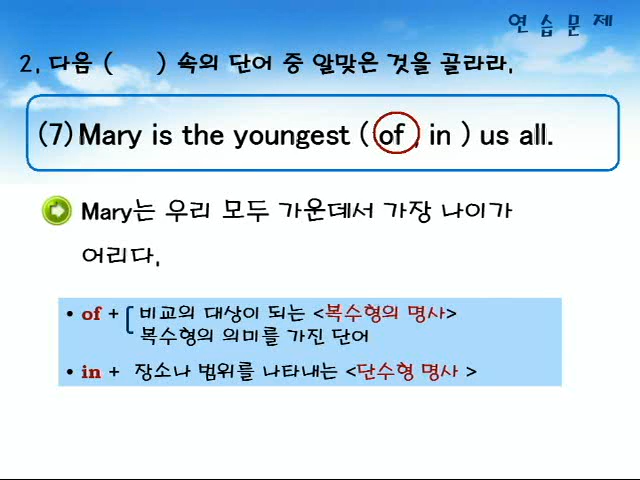 연 습 문 제
2. 다음 (      ) 속의 단어 중 알맞은 것을 골라라.
(7) Mary is the youngest ( of , in ) us all.
Mary는 우리 모두 가운데서 가장 나이가
어리다.
• of + 비교의 대상이 되는 <복수형의 명사>
복수형의 의미를 가진 단어
• in + 장소나 범위를 나타내는 <단수형 명사 >